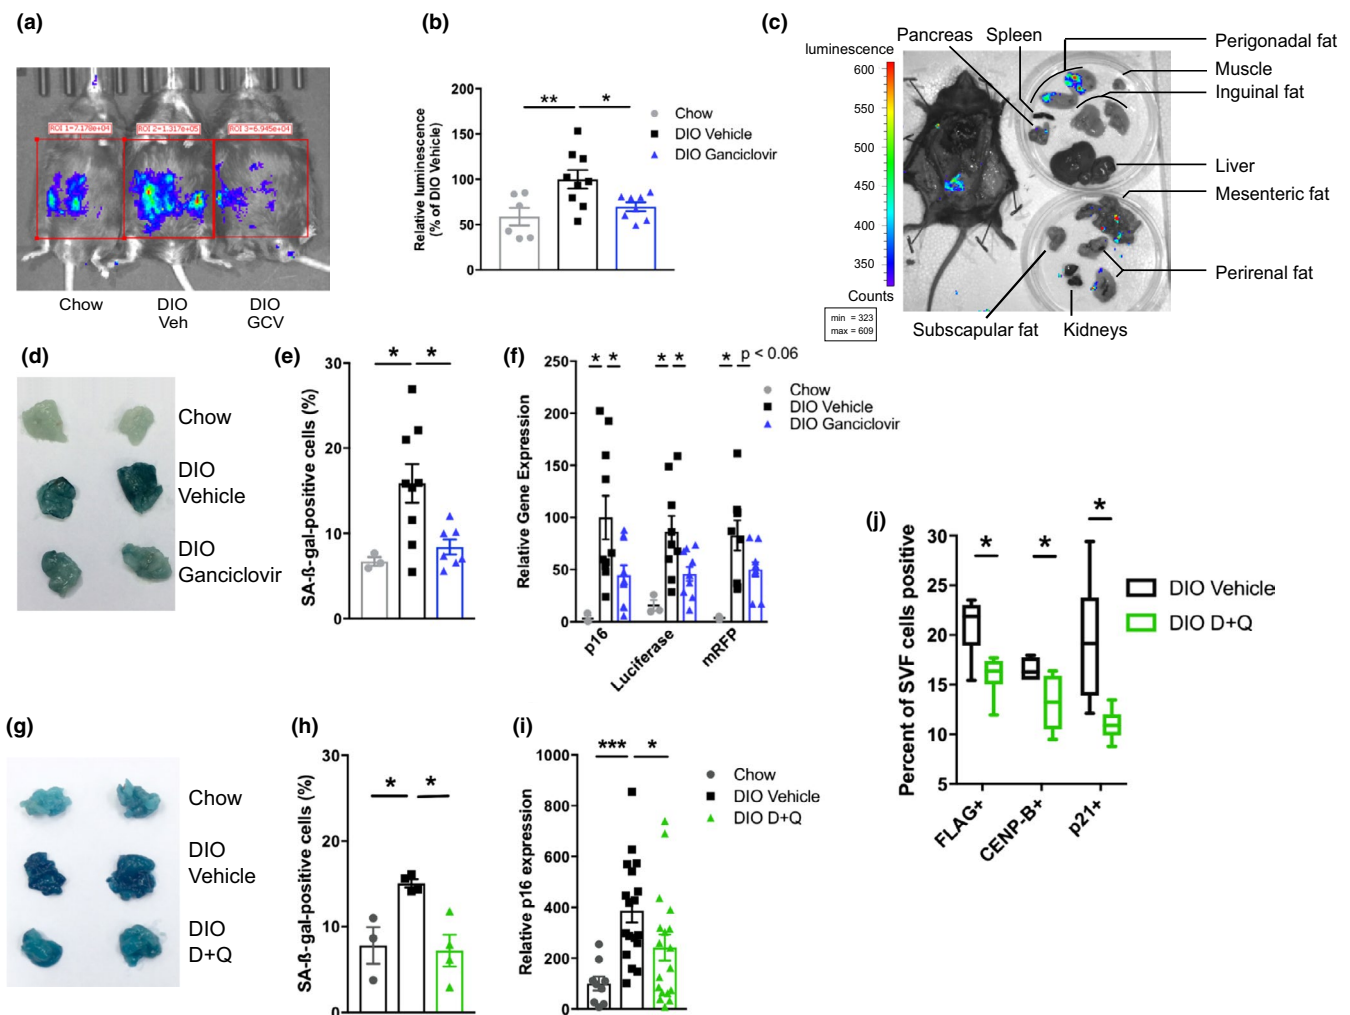 (a)
ROI 1=7.178e+04
ROI 2=1.317e+05
ROI 3=6.945e+04
Chow
DIO
Veh
DIO
GCV
(b)
Relative luminescence
(% of DIO Vehicle)
200
150
100
50
0
**
*
Chow
DIO Vehicle
DIO Ganciclovir
(c)
luminescence
600
550
500
450
400
350
Counts
min = 323
max = 609
Pancreas
Spleen
Perigonadal fat
Muscle
Inguinal fat
Liver
Mesenteric fat
Perirenal fat
Subscapular fat
Kidneys
(d)
Chow
DIO
Vehicle
DIO
Ganciclovir
(e)
SA-ß-gal-positive cells (%)
30
20
10
0
*
*
(f)
Relative Gene Expression
250
200
150
100
50
0
* *
* *
* p < 0.06
Chow
DIO Vehicle
DIO Ganciclovir
p16
Luciferase
mRFP
(g)
Chow
DIO
Vehicle
DIO
D+Q
(h)
SA-ß-gal-positive cells (%)
30
20
10
0
*
*
(i)
Relative p16 expression
1000
800
600
400
200
0
***
*
Chow
DIO Vehicle
DIO D+Q
(j)
Percent of SVF cells positive
30
25
20
15
10
5
*
*
*
DIO Vehicle
DIO D+Q
FLAG+
CENP-B+
p21+